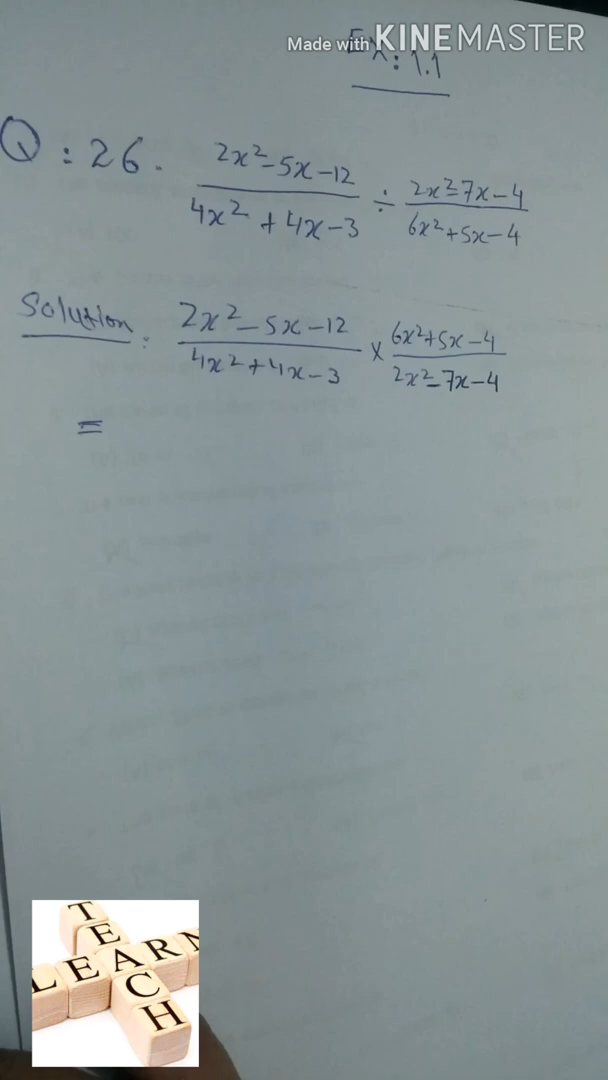 Made with KINEMASTER
Ex: 1.1
Q : 26. 2x²-5x-12 / 4x²+4x-3 ÷ 2x²-7x-4 / 6x²+5x-4
Solution : 2x²-5x-12 / 4x²+4x-3 × 6x²+5x-4 / 2x²-7x-4
=
TEACH
LEARN